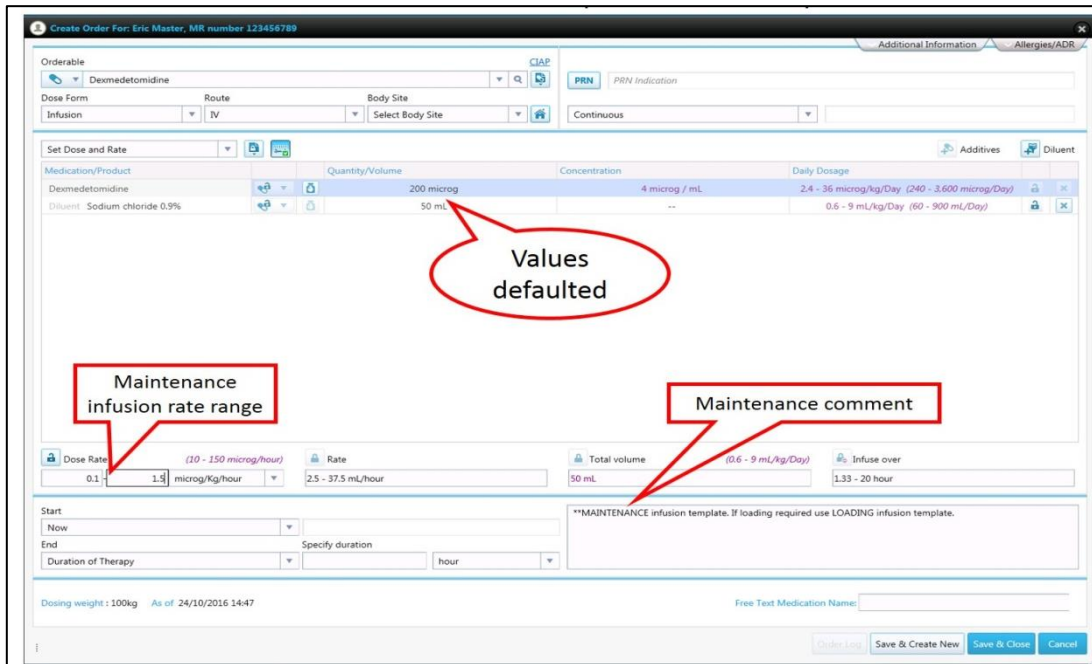 Create Order For: Eric Master, MR number 123456789
Additional Information
Allergies/ADR
Orderable
CIAP
Dexmedetomidine
PRN
PRN Indication
Dose Form
Route
Body Site
Infusion
IV
Select Body Site
Continuous
Set Dose and Rate
Additives
Diluent
Medication/Product
Quantity/Volume
Concentration
Daily Dosage
Dexmedetomidine
200 microg
4 microg / mL
2.4 - 36 microg/kg/Day (240 - 3,600 microg/Day)
Diluent Sodium chloride 0.9%
50 mL
--
0.6 - 9 mL/kg/Day (60 - 900 mL/Day)
Values
defaulted
Maintenance
infusion rate range
Maintenance comment
Dose Rate
(10 - 150 microg/hour)
Rate
Total volume
(0.6 - 9 mL/kg/Day)
Infuse over
0.1 - 1.5 microg/Kg/hour
2.5 - 37.5 mL/hour
50 mL
1.33 - 20 hour
Start
Now
**MAINTENANCE infusion template. If loading required use LOADING infusion template.
End
Specify duration
Duration of Therapy
hour
Dosing weight : 100kg As of 24/10/2016 14:47
Free Text Medication Name:
Order Log
Save & Create New
Save & Close
Cancel